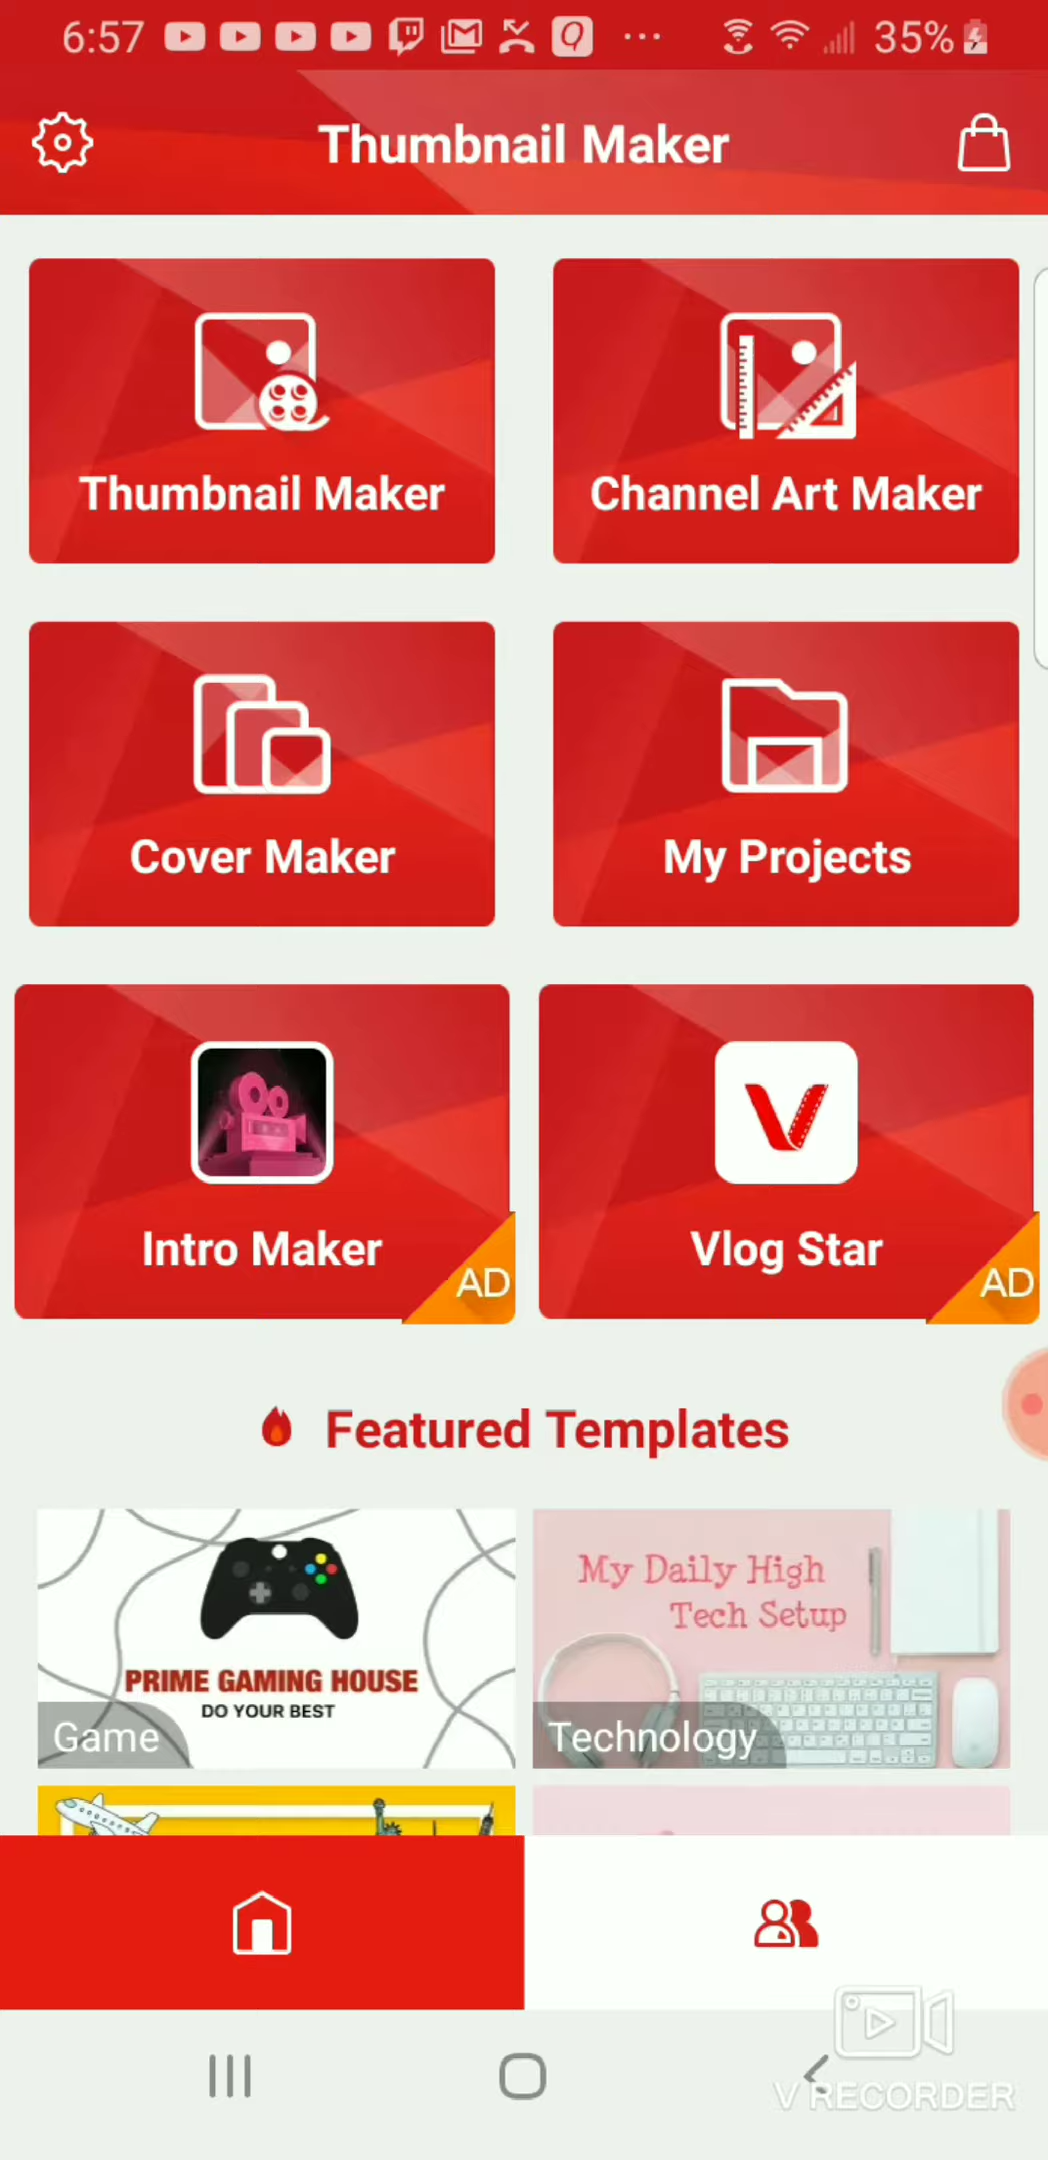 6:57
35%
Thumbnail Maker
Thumbnail Maker
Channel Art Maker
Cover Maker
My Projects
Intro Maker
AD
Vlog Star
AD
Featured Templates
PRIME GAMING HOUSE
DO YOUR BEST
Game
My Daily High
Tech Setup
Technology
V RECORDER